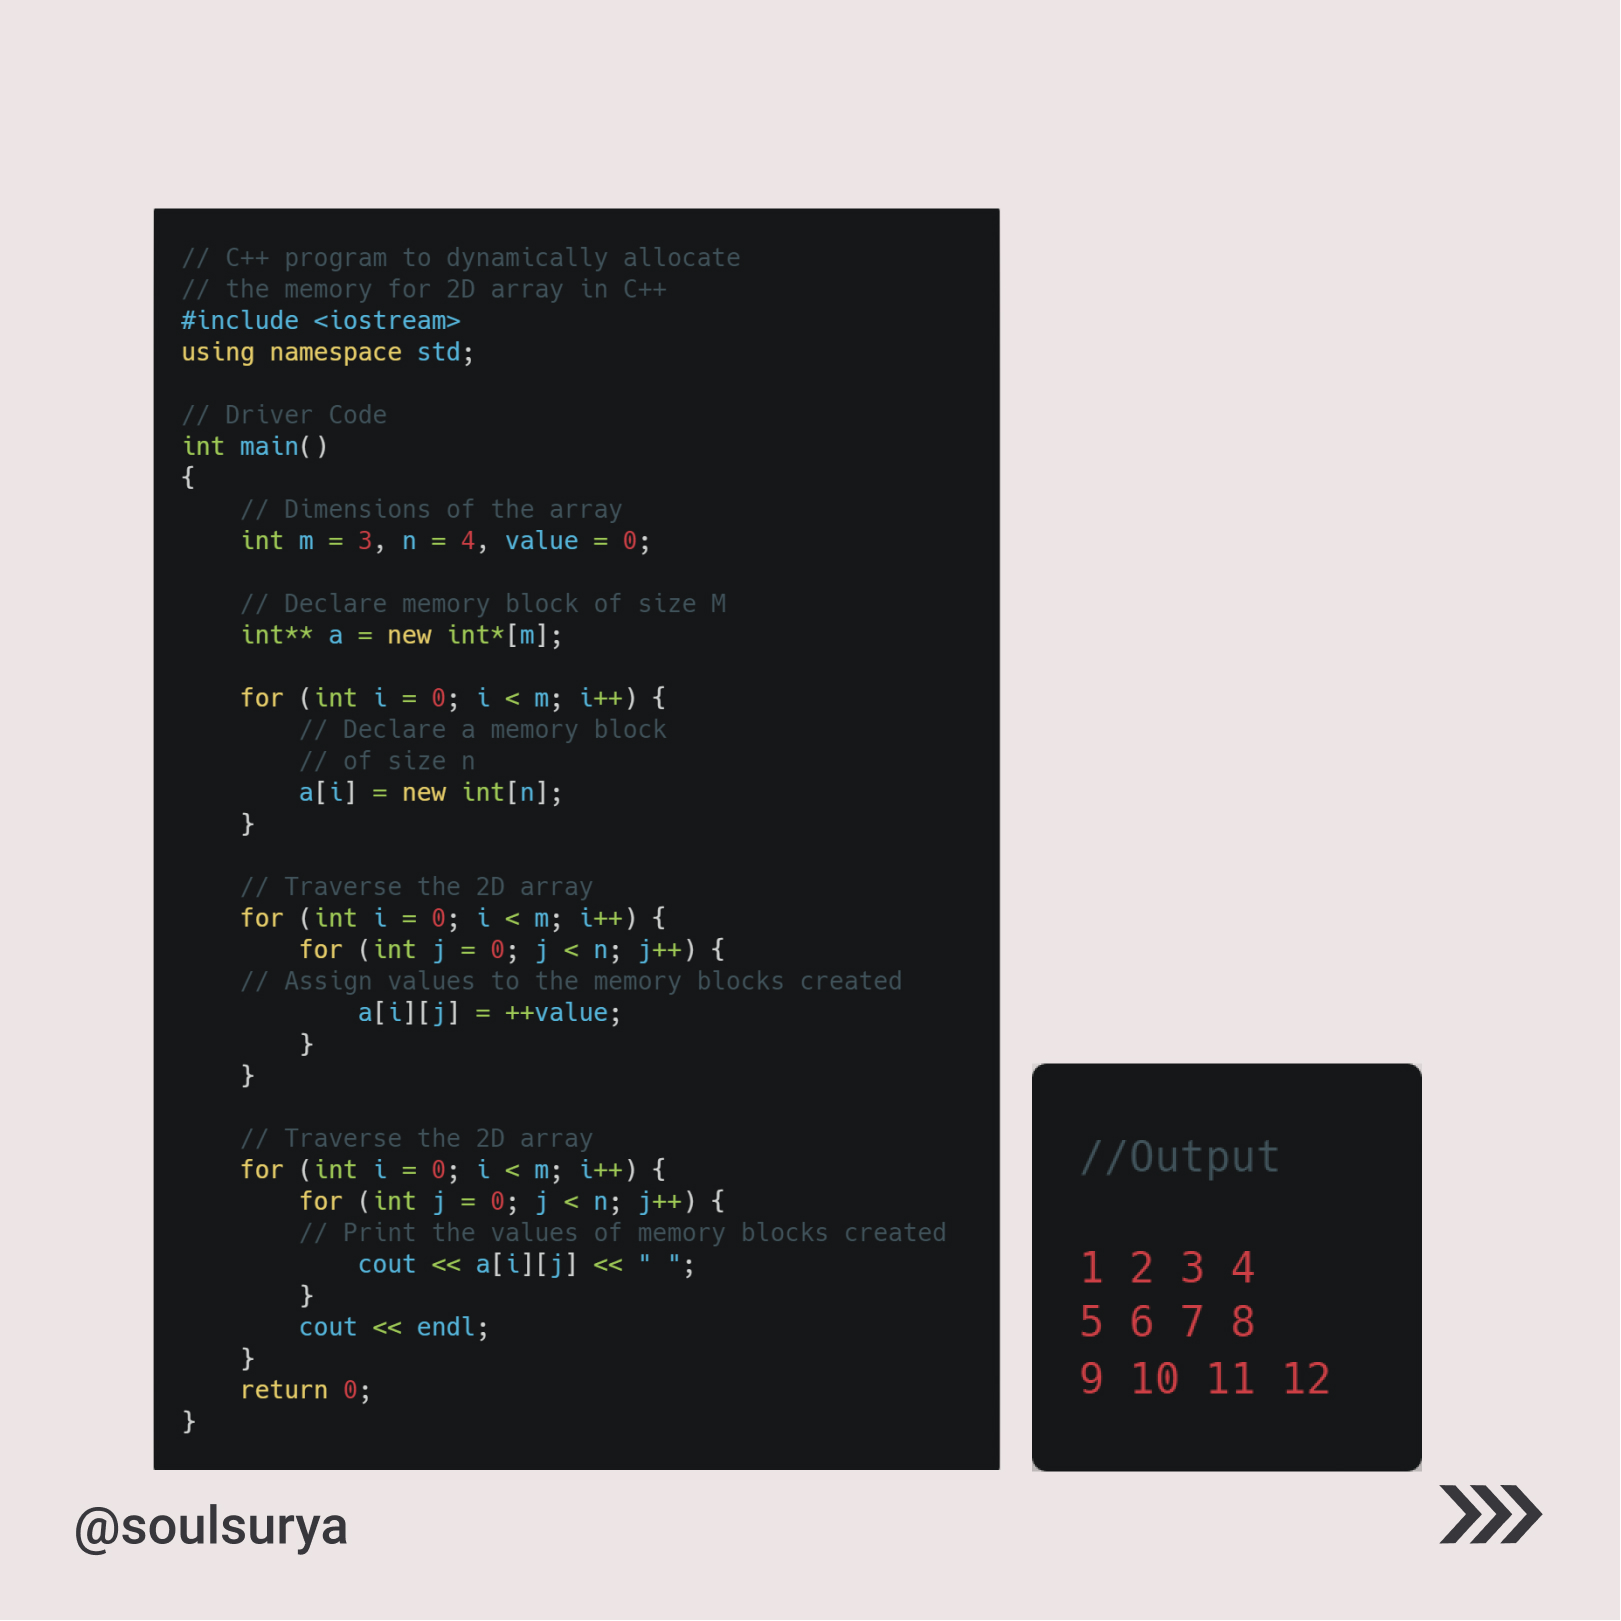 // C++ program to dynamically allocate
// the memory for 2D array in C++
#include <iostream>
using namespace std;

// Driver Code
int main()
{
    // Dimensions of the array
    int m = 3, n = 4, value = 0;

    // Declare memory block of size M
    int** a = new int*[m];

    for (int i = 0; i < m; i++) {
        // Declare a memory block
        // of size n
        a[i] = new int[n];
    }

    // Traverse the 2D array
    for (int i = 0; i < m; i++) {
        for (int j = 0; j < n; j++) {
    // Assign values to the memory blocks created
            a[i][j] = ++value;
        }
    }

    // Traverse the 2D array
    for (int i = 0; i < m; i++) {
        for (int j = 0; j < n; j++) {
        // Print the values of memory blocks created
            cout << a[i][j] << " ";
        }
        cout << endl;
    }
    return 0;
}
//Output

1 2 3 4
5 6 7 8
9 10 11 12
@soulsurya